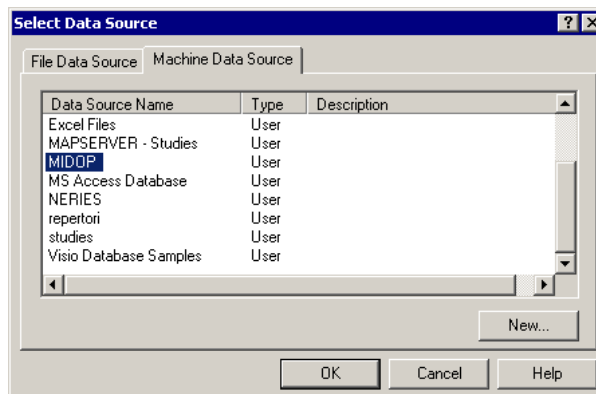 Select Data Source
File Data Source Machine Data Source
Data Source Name Type Description
Excel Files User
MAPSERVER - Studies User
MIDOP User
MS Access Database User
NERIES User
repertori User
studies User
Visio Database Samples User
New...
OK Cancel Help